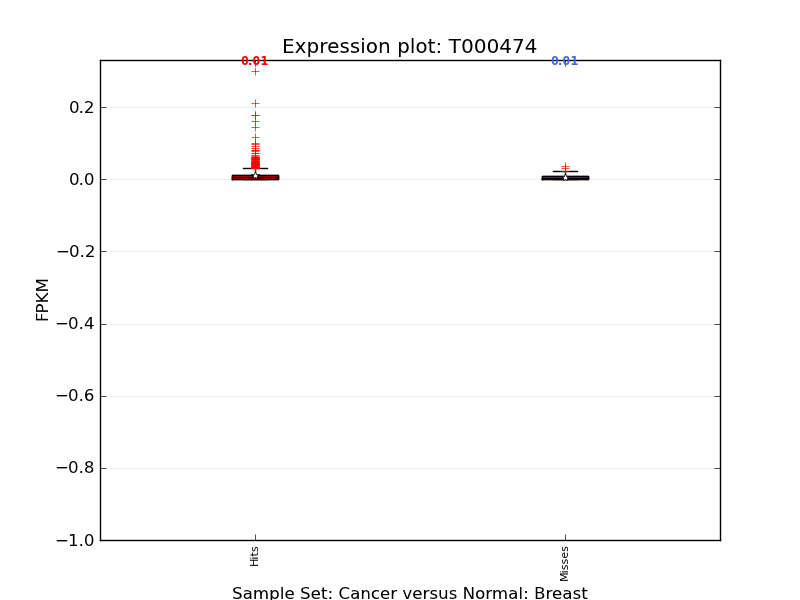 Expression plot: T000474
0.01 0.01
0.2
0.0
−0.2
−0.4
−0.6
−0.8
−1.0
FPKM
Hits Misses
Sample Set: Cancer versus Normal: Breast